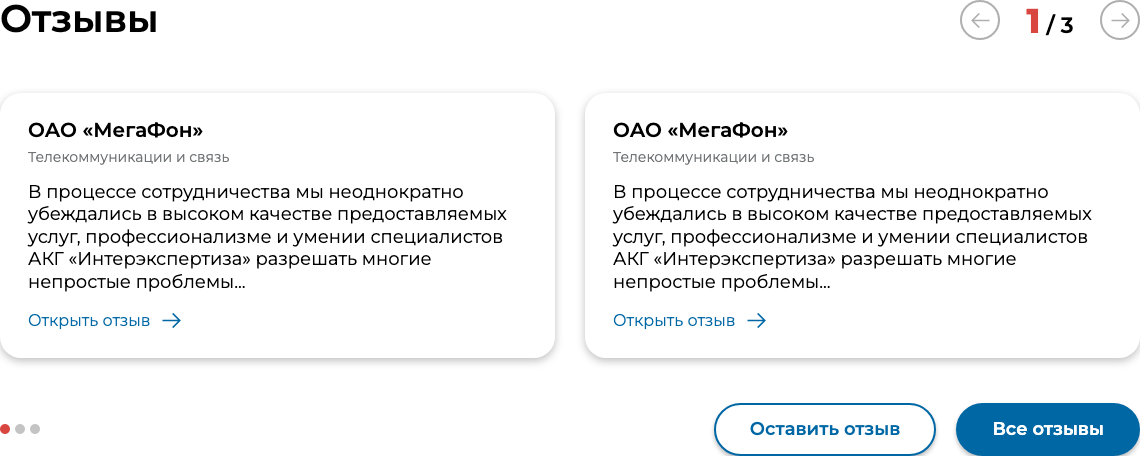 Отзывы
1 / 3
ОАО «МегаФон»
Телекоммуникации и связь
В процессе сотрудничества мы неоднократно
убеждались в высоком качестве предоставляемых
услуг, профессионализме и умении специалистов
АКГ «Интерэкспертиза» разрешать многие
непростые проблемы...
Открыть отзыв
ОАО «МегаФон»
Телекоммуникации и связь
В процессе сотрудничества мы неоднократно
убеждались в высоком качестве предоставляемых
услуг, профессионализме и умении специалистов
АКГ «Интерэкспертиза» разрешать многие
непростые проблемы...
Открыть отзыв
Оставить отзыв
Все отзывы